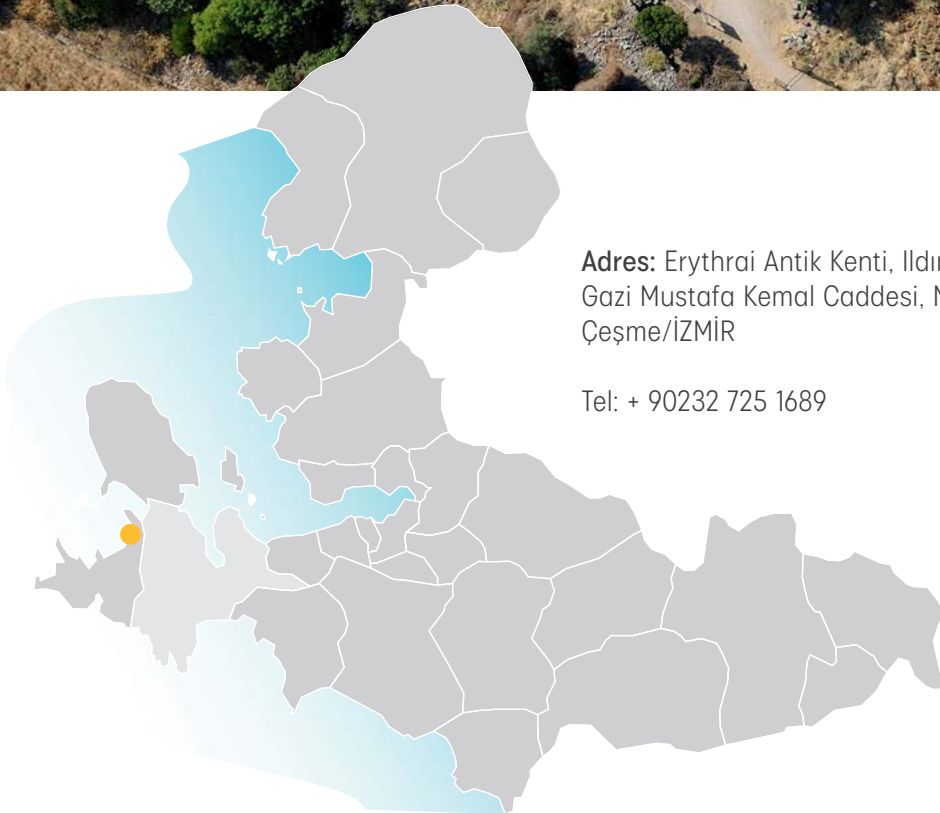 Adres: Erythrai Antik Kenti,
Gazi Mustafa Kemal Caddesi,
Çeşme/İZMİR
Tel: + 90232 725 1689